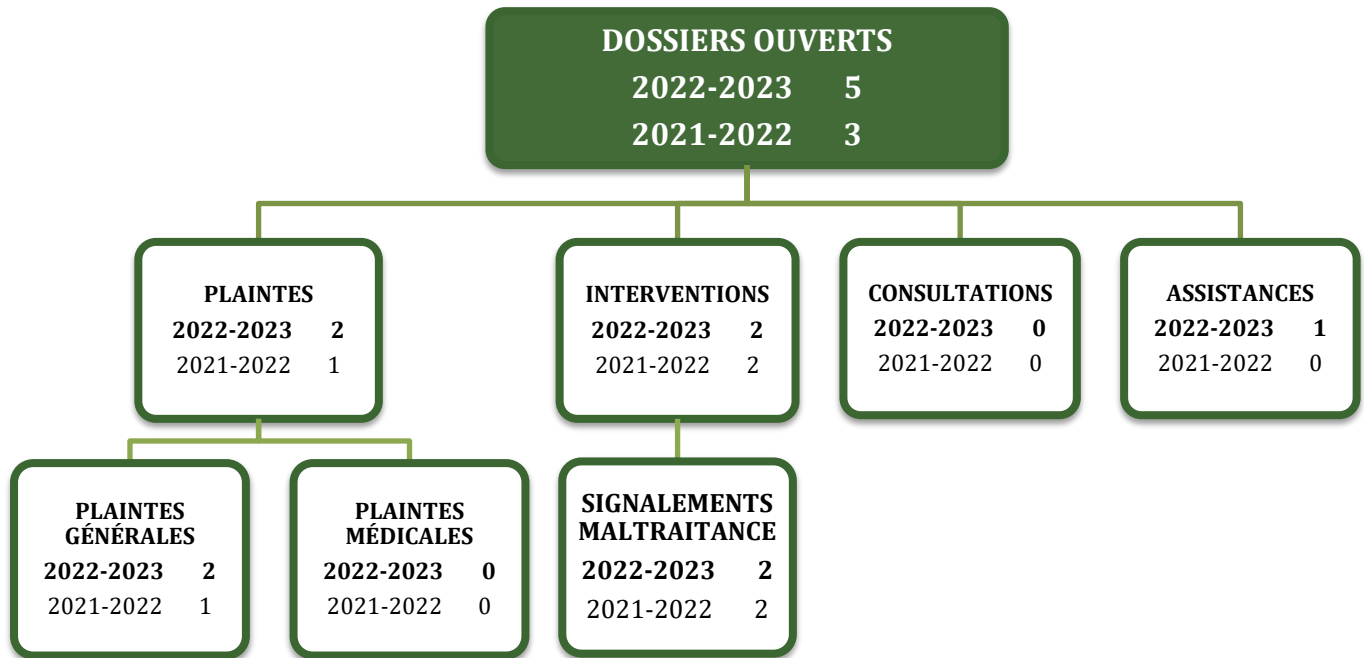 DOSSIERS OUVERTS
2022-2023 5
2021-2022 3
PLAINTES
2022-2023 2
2021-2022 1
INTERVENTIONS
2022-2023 2
2021-2022 2
CONSULTATIONS
2022-2023 0
2021-2022 0
ASSISTANCES
2022-2023 1
2021-2022 0
PLAINTES
GÉNÉRALES
2022-2023 2
2021-2022 1
PLAINTES
MÉDICALES
2022-2023 0
2021-2022 0
SIGNALEMENTS
MALTRAITANCE
2022-2023 2
2021-2022 2